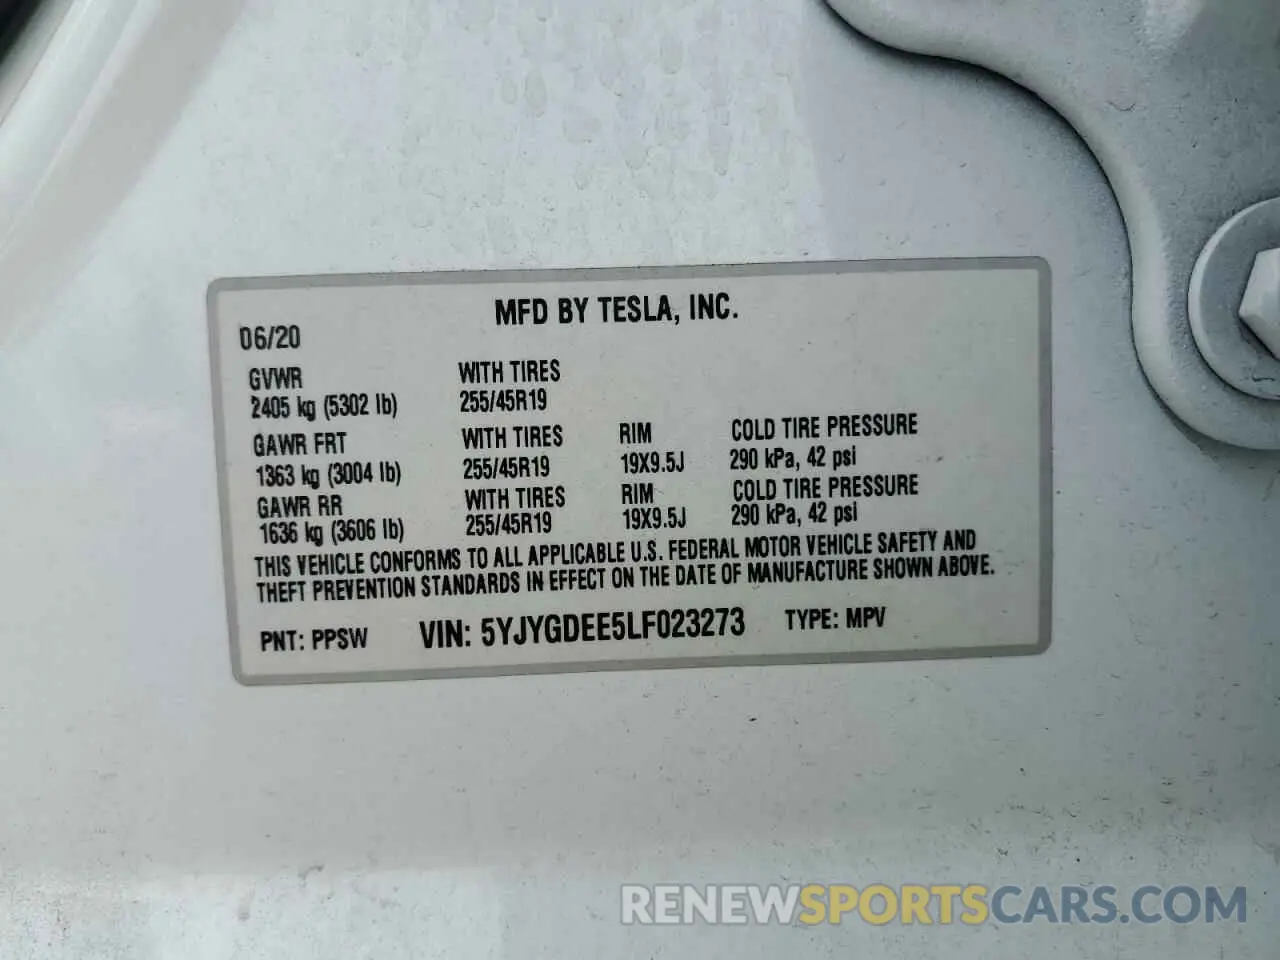 MFD BY TESLA, INC.
06/20
GVWR WITH TIRES
2405 kg (5302 lb) 255/45R19
GAWR FRT WITH TIRES RIM COLD TIRE PRESSURE
1363 kg (3004 lb) 255/45R19 19X9.5J 290 kPa, 42 psi
GAWR RR WITH TIRES RIM COLD TIRE PRESSURE
1636 kg (3606 lb) 255/45R19 19X9.5J 290 kPa, 42 psi
THIS VEHICLE CONFORMS TO ALL APPLICABLE U.S. FEDERAL MOTOR VEHICLE SAFETY AND
THEFT PREVENTION STANDARDS IN EFFECT ON THE DATE OF MANUFACTURE SHOWN ABOVE.
PNT: PPSW VIN: 5YJYGDEE5LF023273 TYPE: MPV
RENEWSPORTSCARS.COM